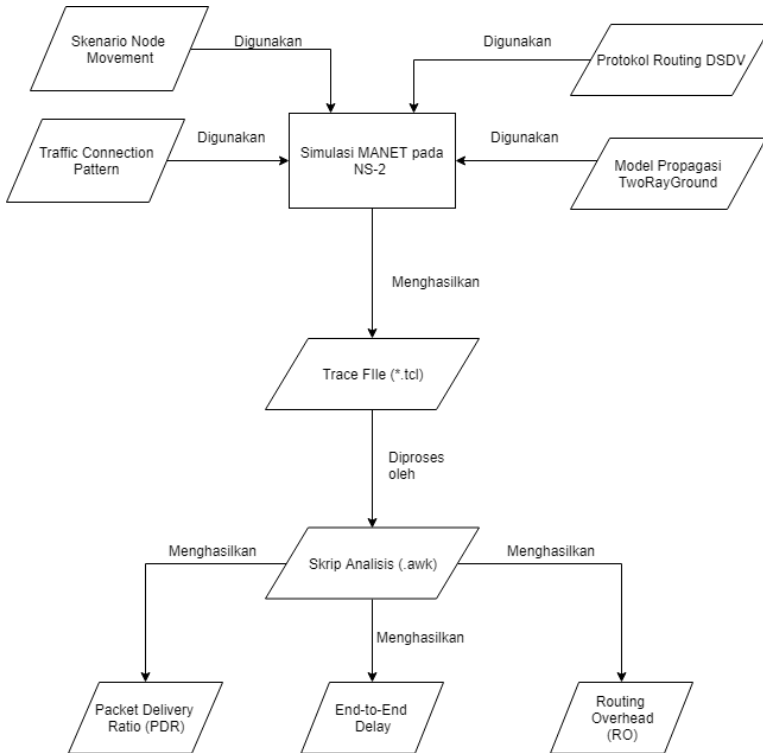 Skenario Node
Movement
Digunakan
Digunakan
Protokol Routing DSDV
Traffic Connection
Pattern
Digunakan
Simulasi MANET pada
NS-2
Digunakan
Model Propagasi
TwoRayGround
Menghasilkan
Trace FIle (*.tcl)
Diproses
oleh
Menghasilkan
Skrip Analisis (.awk)
Menghasilkan
Menghasilkan
Packet Delivery
Ratio (PDR)
End-to-End
Delay
Routing
Overhead
(RO)